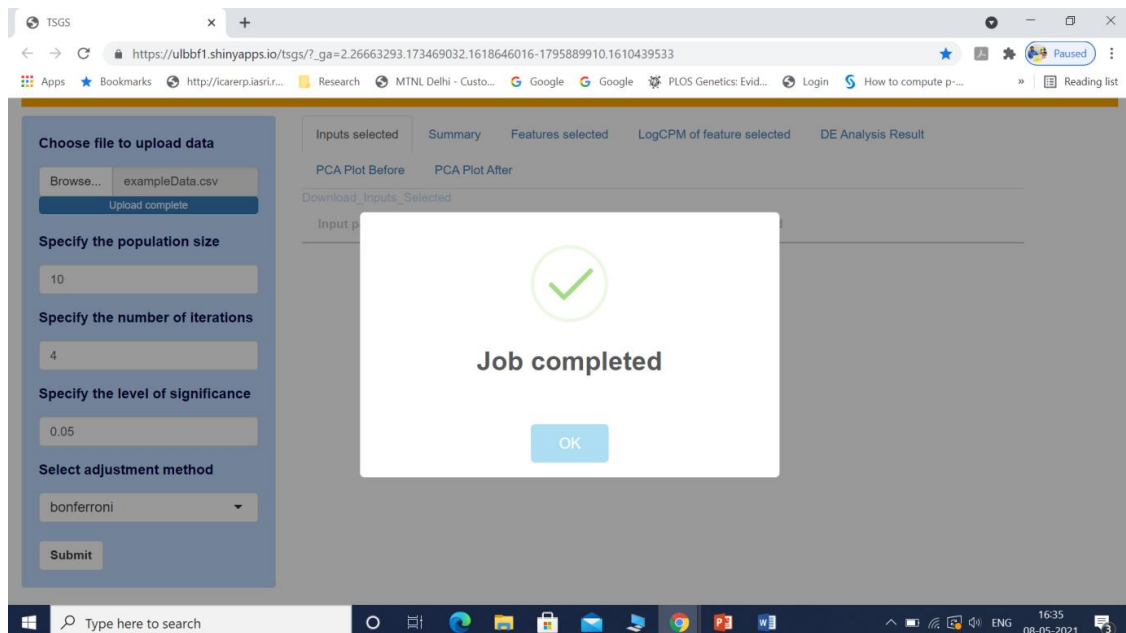 TSGS
https://ulbbf1.shinyapps.io/tsgs/?_ga=2.26663293.173469032.1618646016-1795889910.1610439533
Paused
Apps Bookmarks http://icarerp.iasri.r... Research MTNL Delhi - Custo... Google Google PLOS Genetics: Evid... Login How to compute p-... » Reading list
Choose file to upload data
Inputs selected Summary Features selected LogCPM of feature selected DE Analysis Result
PCA Plot Before PCA Plot After
Browse... exampleData.csv
Upload complete
Download_Inputs_Selected
Input p
Specify the population size
10
Specify the number of iterations
4
Job completed
Specify the level of significance
0.05
OK
Select adjustment method
bonferroni
Submit
Type here to search
ENG
16:35
08-05-2021
3